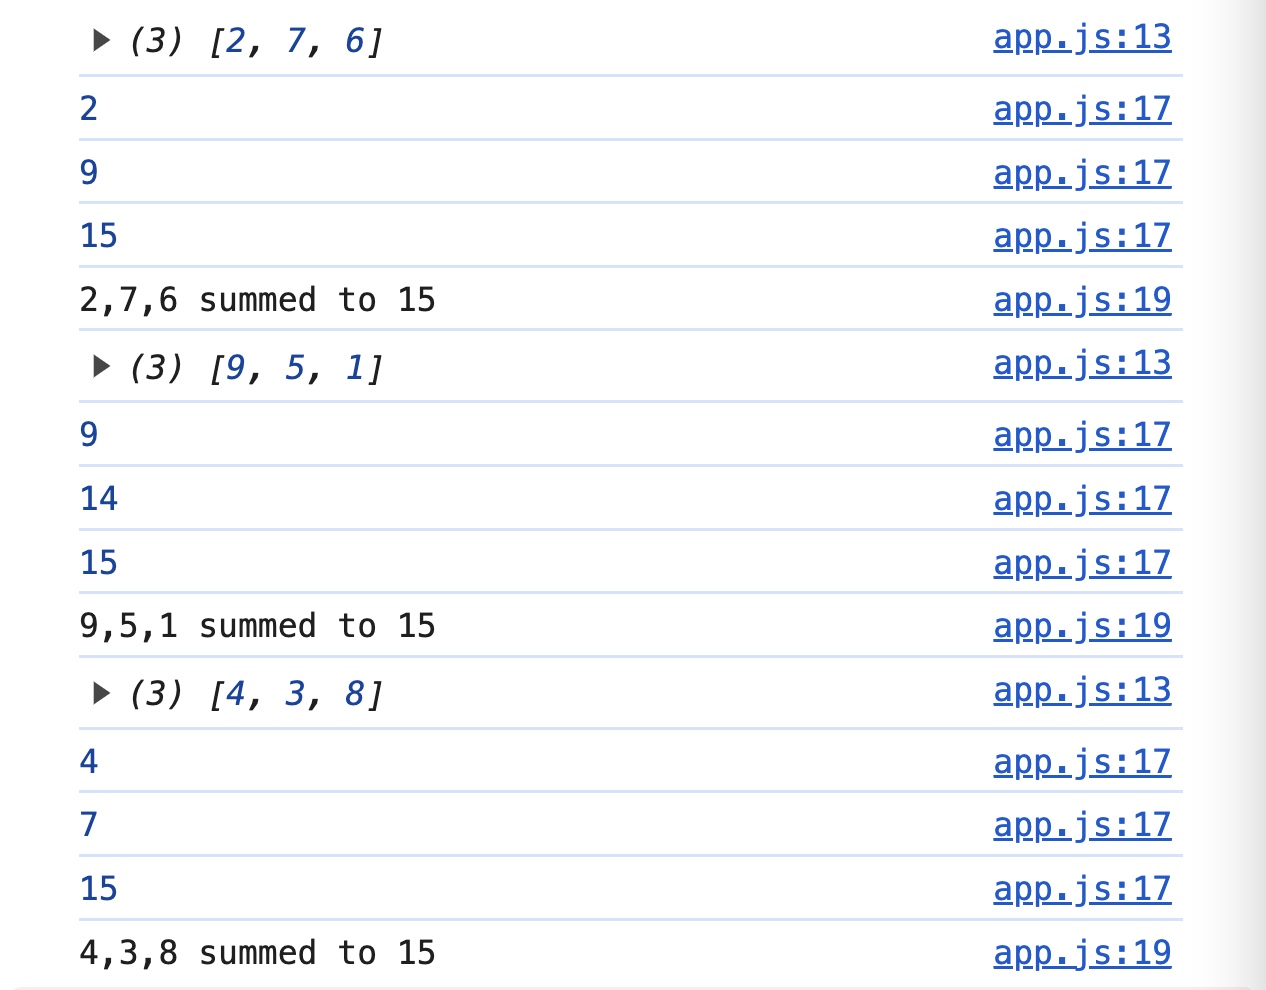 ▶ (3) [2, 7, 6] app.js:13
2 app.js:17
9 app.js:17
15 app.js:17
2,7,6 summed to 15 app.js:19
▶ (3) [9, 5, 1] app.js:13
9 app.js:17
14 app.js:17
15 app.js:17
9,5,1 summed to 15 app.js:19
▶ (3) [4, 3, 8] app.js:13
4 app.js:17
7 app.js:17
15 app.js:17
4,3,8 summed to 15 app.js:19